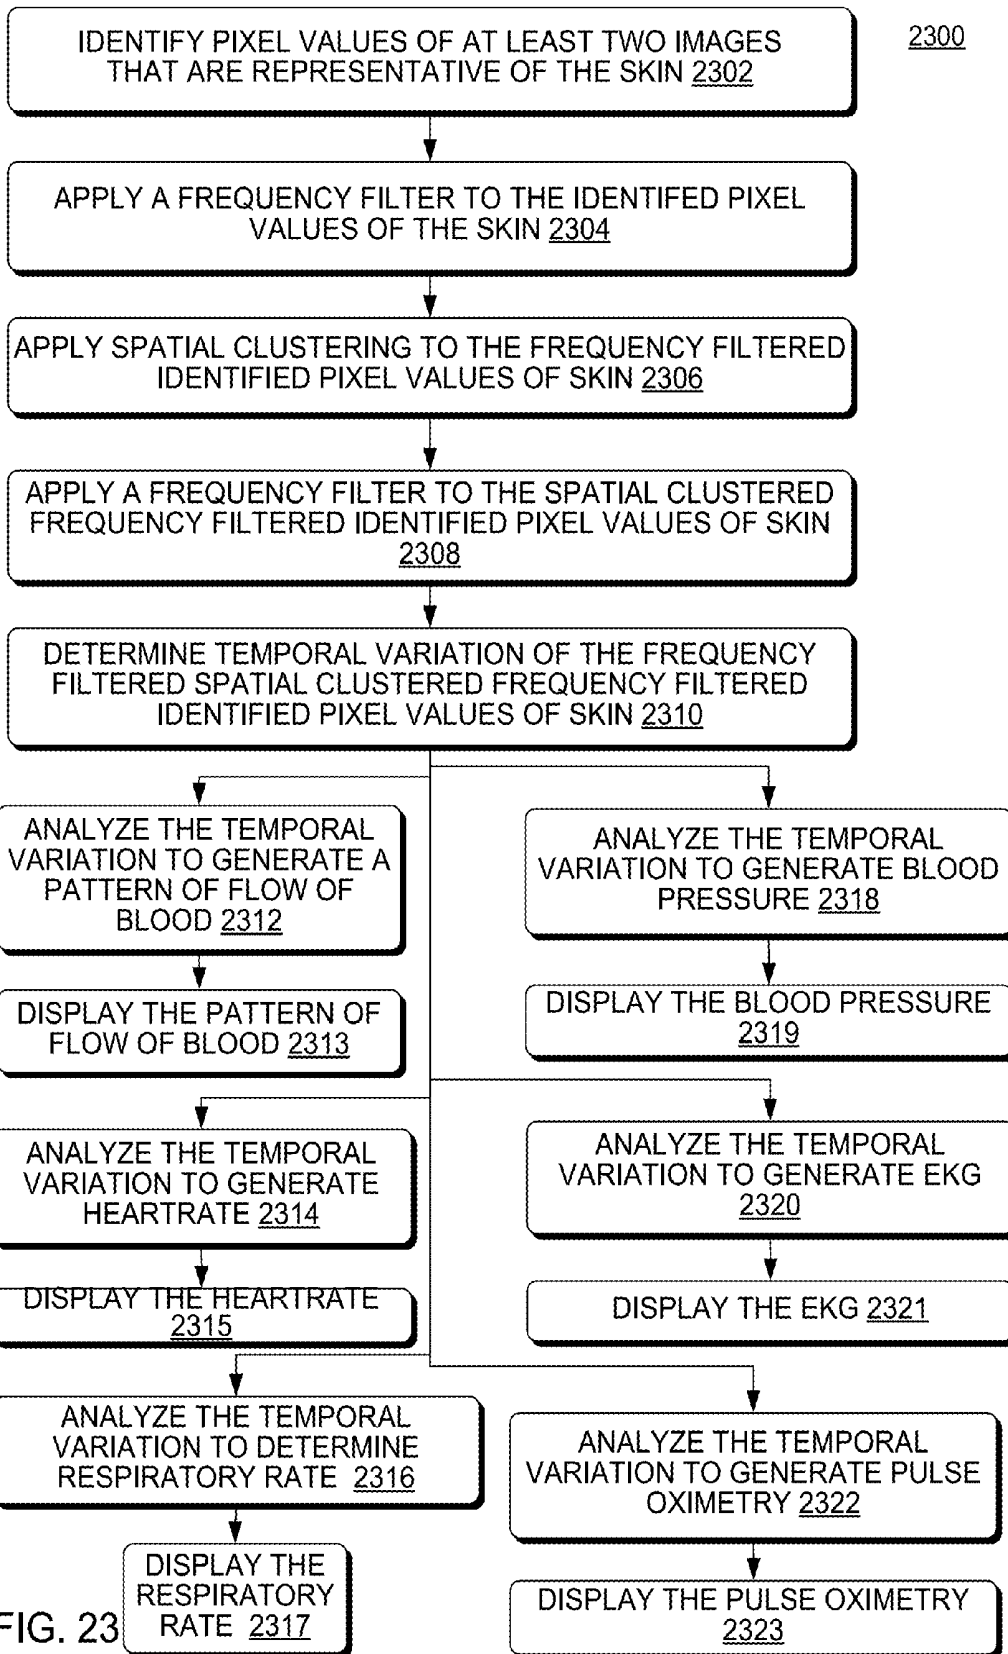 2300
IDENTIFY PIXEL VALUES OF AT LEAST TWO IMAGES
THAT ARE REPRESENTATIVE OF THE SKIN 2302
APPLY A FREQUENCY FILTER TO THE IDENTIFED PIXEL
VALUES OF THE SKIN 2304
APPLY SPATIAL CLUSTERING TO THE FREQUENCY FILTERED
IDENTIFIED PIXEL VALUES OF SKIN 2306
APPLY A FREQUENCY FILTER TO THE SPATIAL CLUSTERED
FREQUENCY FILTERED IDENTIFIED PIXEL VALUES OF SKIN
2308
DETERMINE TEMPORAL VARIATION OF THE FREQUENCY
FILTERED SPATIAL CLUSTERED FREQUENCY FILTERED
IDENTIFIED PIXEL VALUES OF SKIN 2310
ANALYZE THE TEMPORAL
VARIATION TO GENERATE A
PATTERN OF FLOW OF
BLOOD 2312
DISPLAY THE PATTERN OF
FLOW OF BLOOD 2313
ANALYZE THE TEMPORAL
VARIATION TO GENERATE BLOOD
PRESSURE 2318
DISPLAY THE BLOOD PRESSURE
2319
ANALYZE THE TEMPORAL
VARIATION TO GENERATE
HEARTRATE 2314
DISPLAY THE HEARTRATE
2315
ANALYZE THE TEMPORAL
VARIATION TO GENERATE EKG
2320
DISPLAY THE EKG 2321
ANALYZE THE TEMPORAL
VARIATION TO DETERMINE
RESPIRATORY RATE 2316
DISPLAY THE
RESPIRATORY
RATE 2317
ANALYZE THE TEMPORAL
VARIATION TO GENERATE PULSE
OXIMETRY 2322
DISPLAY THE PULSE OXIMETRY
2323
FIG. 23